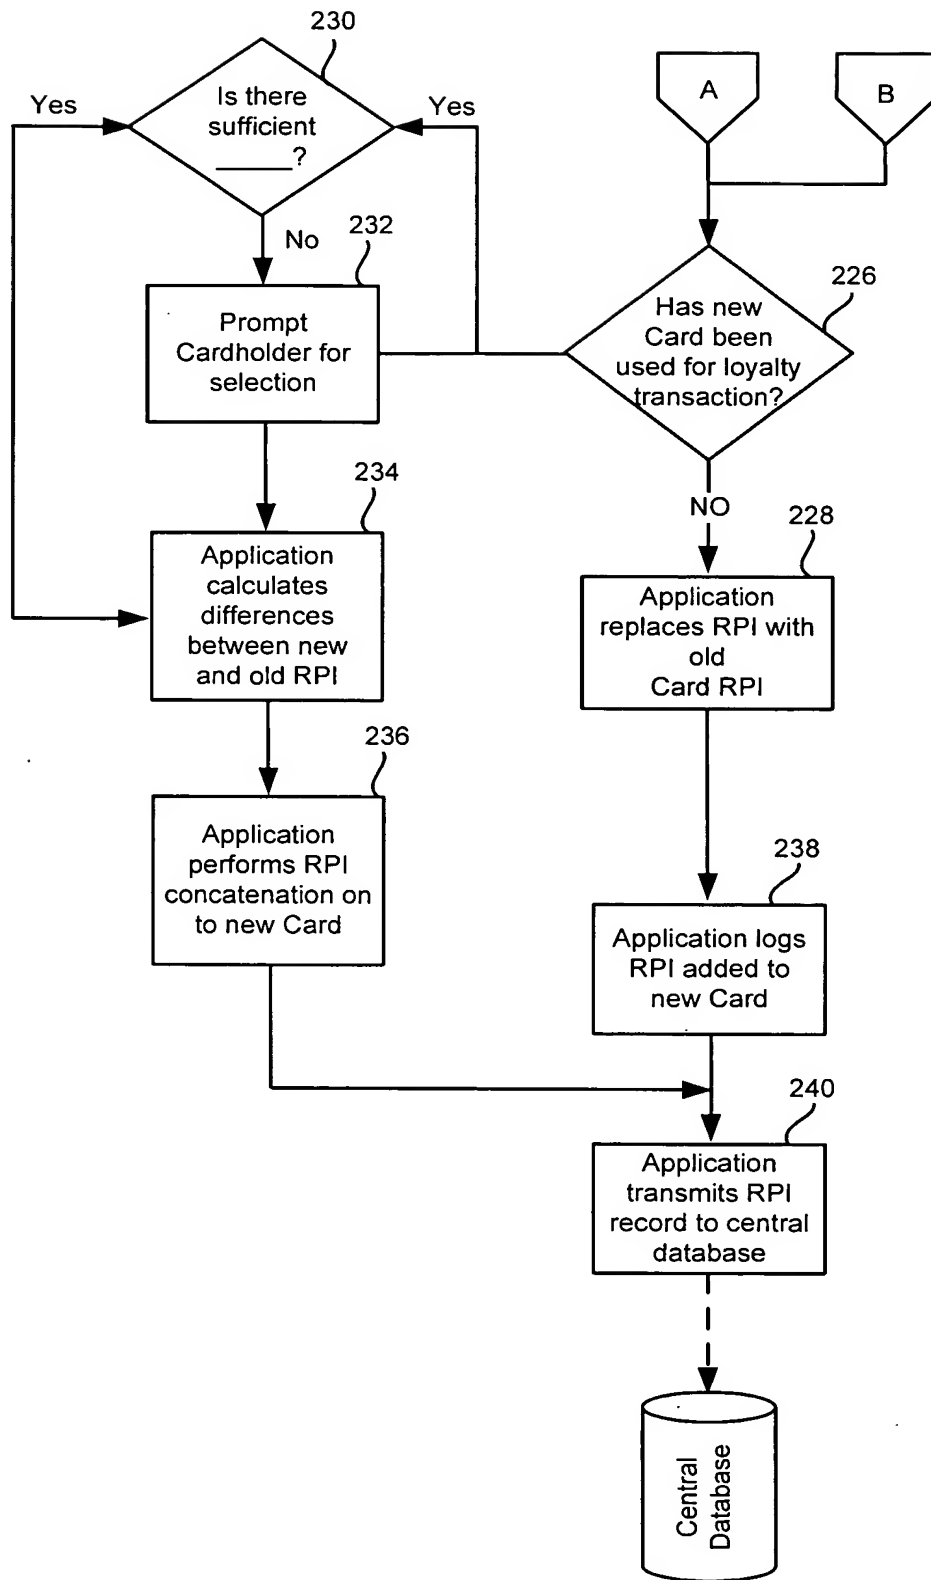 230
Yes
Is there
sufficient
______?
Yes
A
B
No
232
226
Prompt
Cardholder for
selection
Has new
Card been
used for loyalty
transaction?
NO
234
228
Application
calculates
differences
between new
and old RPI
Application
replaces RPI with
old
Card RPI
236
Application
performs RPI
concatenation on
to new Card
238
Application logs
RPI added to
new Card
240
Application
transmits RPI
record to central
database
Central
Database